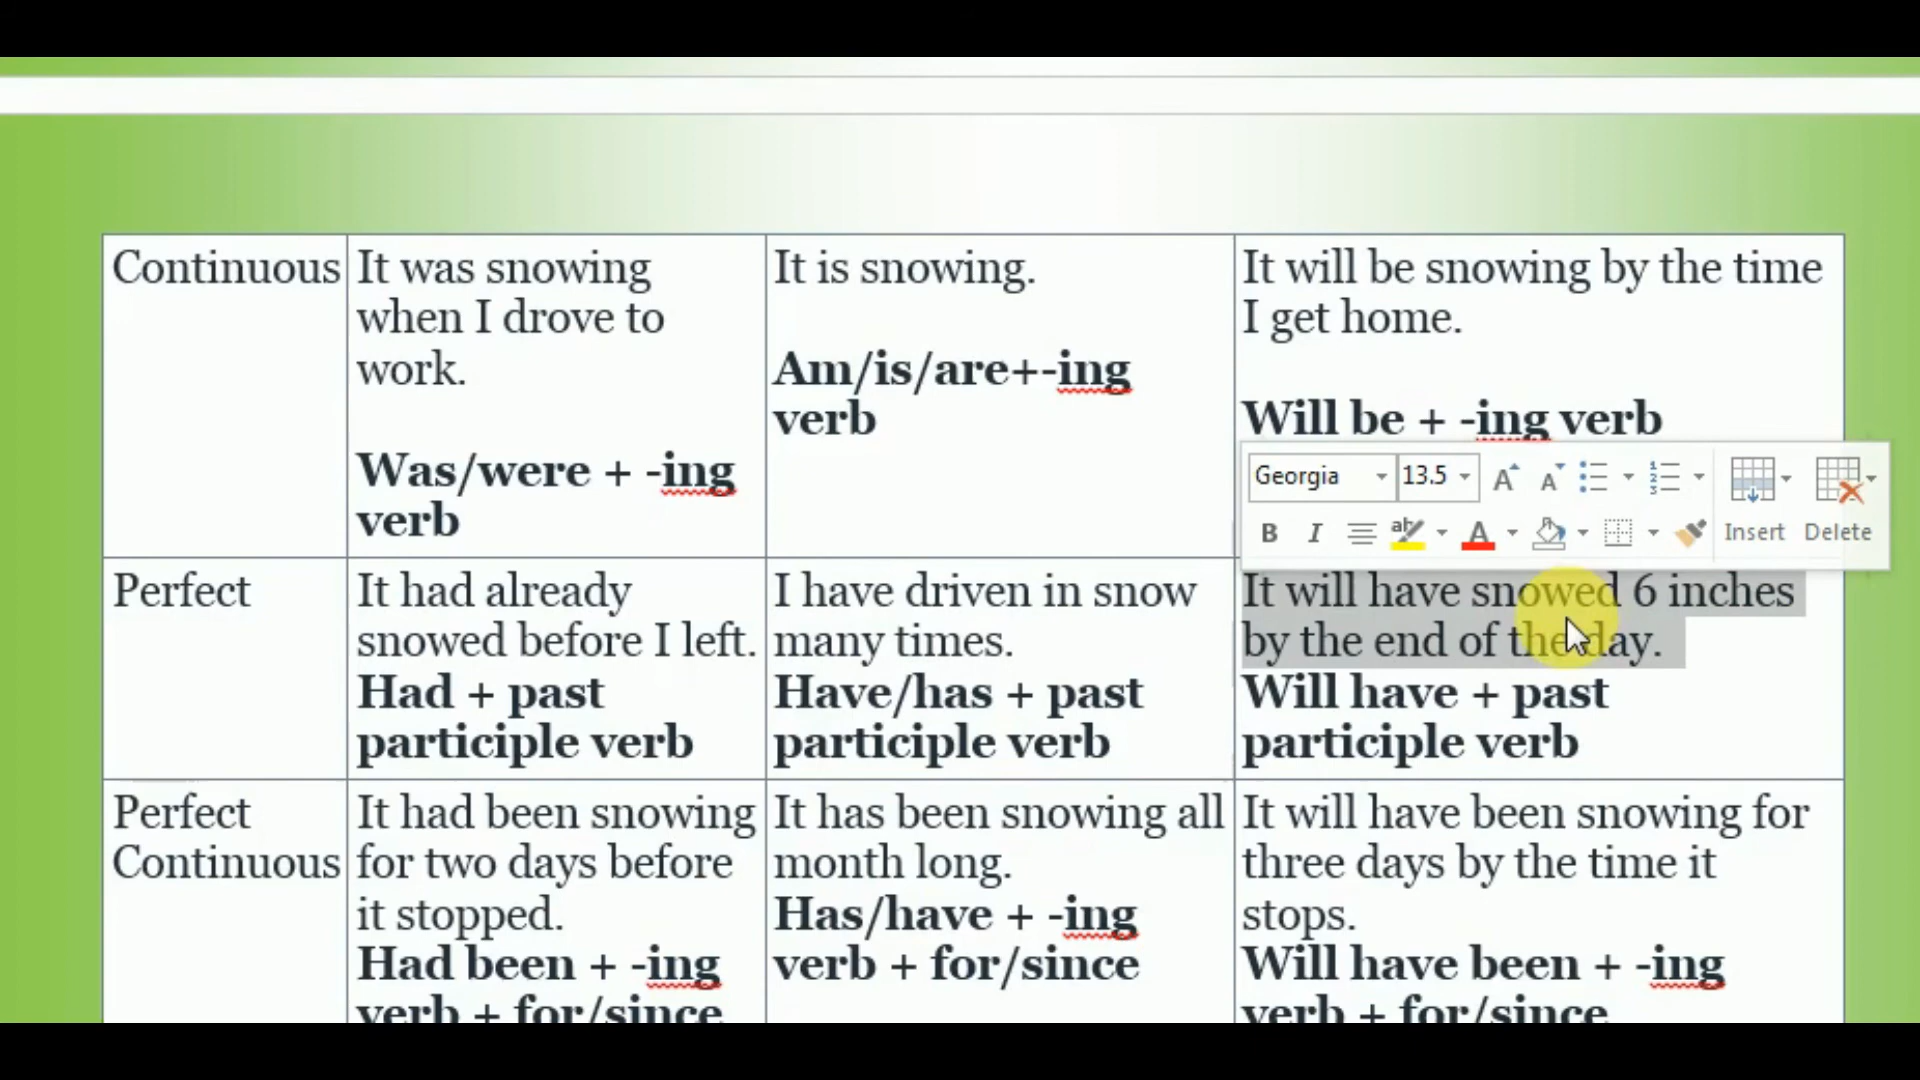 Continuous
It was snowing
when I drove to
work.
Was/were + -ing
verb
It is snowing.
Am/is/are+-ing
verb
It will be snowing by the time
I get home.
Will be + -ing verb
Georgia
13.5
Insert
Delete
Perfect
It had already
snowed before I left.
Had + past
participle verb
I have driven in snow
many times.
Have/has + past
participle verb
It will have snowed 6 inches
by the end of the day.
Will have + past
participle verb
Perfect
Continuous
It had been snowing
for two days before
it stopped.
Had been + -ing
verb + for/since
It has been snowing all
month long.
Has/have + -ing
verb + for/since
It will have been snowing for
three days by the time it
stops.
Will have been + -ing
verb + for/since